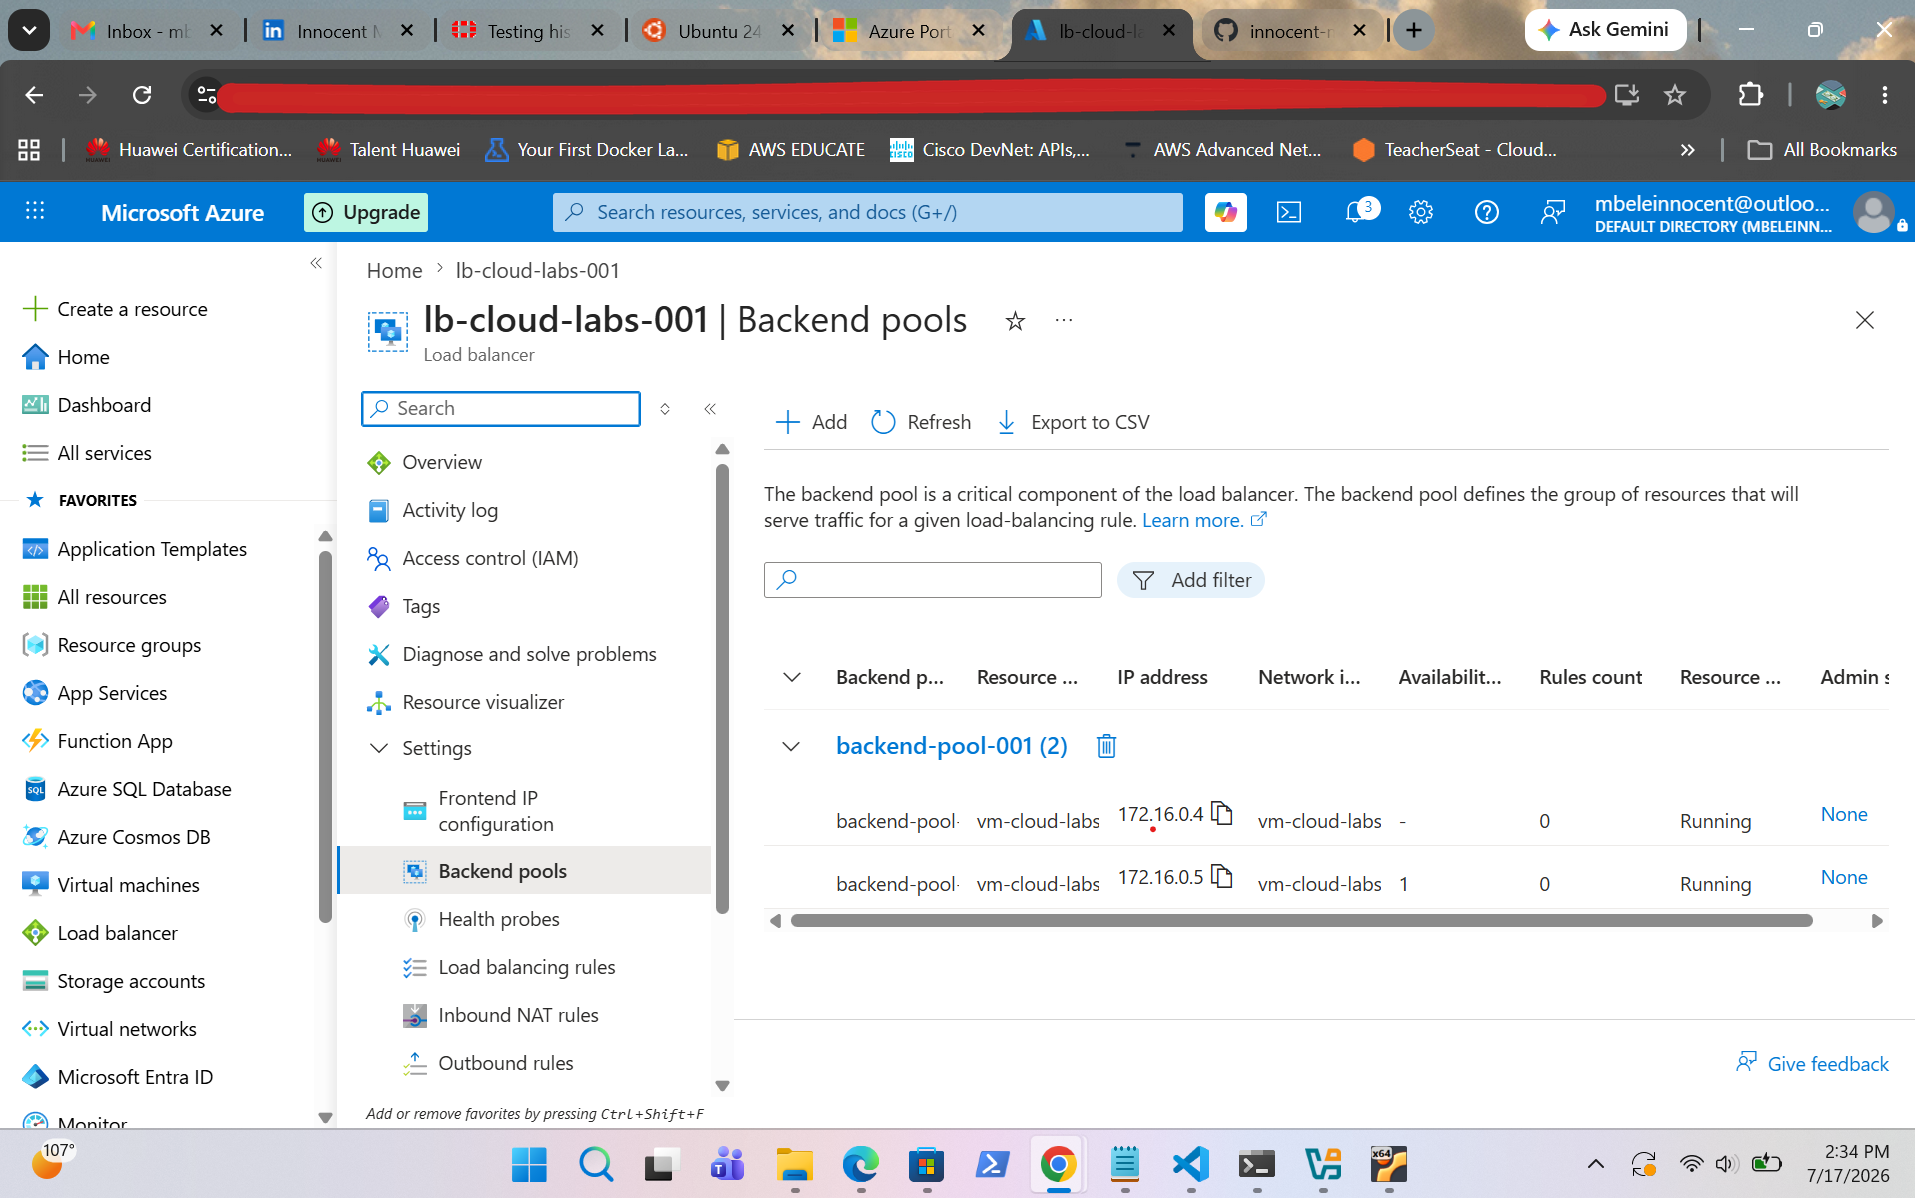 Inbox - mb
Innocent M
Testing his
Ubuntu 24
Azure Port
lb-cloud-la
innocent-r
Ask Gemini
Huawei Certification...
Talent Huawei
Your First Docker La...
AWS EDUCATE
Cisco DevNet: APIs,...
AWS Advanced Net...
TeacherSeat - Cloud...
All Bookmarks
Microsoft Azure
Upgrade
Search resources, services, and docs (G+/)
3
mbeleinnocent@outloo...
DEFAULT DIRECTORY (MBELEINN...
Create a resource
Home
Dashboard
All services
FAVORITES
Application Templates
All resources
Resource groups
App Services
Function App
Azure SQL Database
Azure Cosmos DB
Virtual machines
Load balancer
Storage accounts
Virtual networks
Microsoft Entra ID
Monitor
Home > lb-cloud-labs-001
lb-cloud-labs-001 | Backend pools
Load balancer
Search
Overview
Activity log
Access control (IAM)
Tags
Diagnose and solve problems
Resource visualizer
Settings
Frontend IP
configuration
Backend pools
Health probes
Load balancing rules
Inbound NAT rules
Outbound rules
Add or remove favorites by pressing Ctrl+Shift+F
Add
Refresh
Export to CSV
The backend pool is a critical component of the load balancer. The backend pool defines the group of resources that will
serve traffic for a given load-balancing rule. Learn more.
Add filter
Backend p... Resource ... IP address Network i... Availabilit... Rules count Resource ... Admin s
backend-pool-001 (2)
backend-pool- vm-cloud-labs 172.16.0.4 vm-cloud-labs - 0 Running None
backend-pool- vm-cloud-labs 172.16.0.5 vm-cloud-labs 1 0 Running None
Give feedback
107°
2:34 PM
7/17/2026